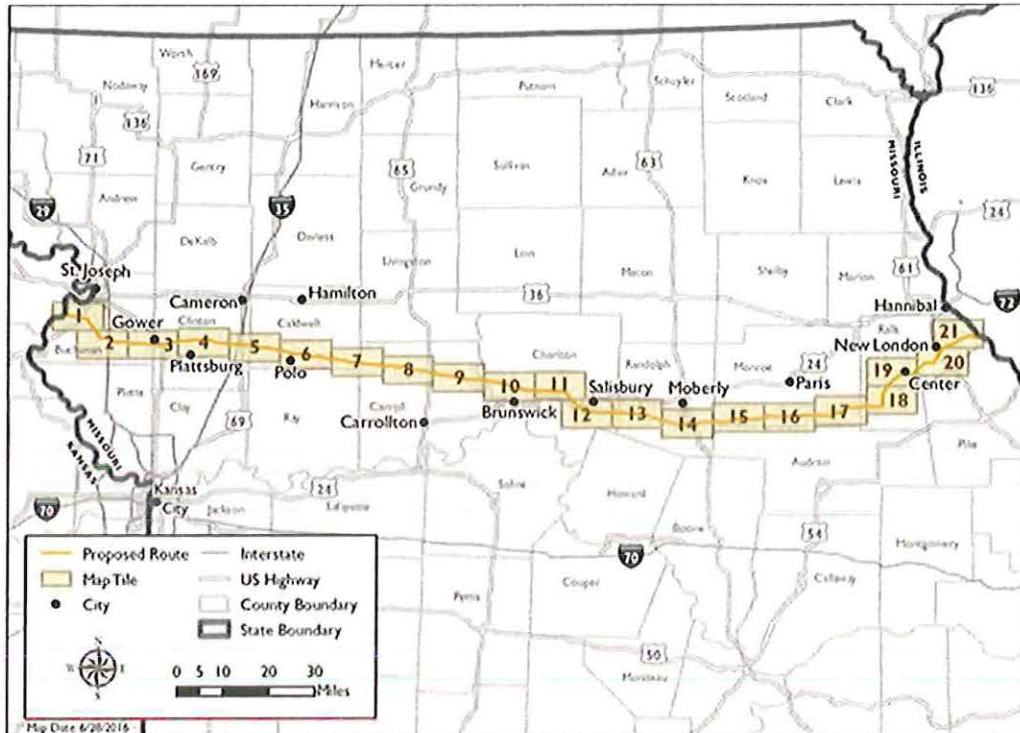 Worth
169
Nodaway
136
71
Mercer
Harrison
Putnam
Schuyler
Scotland
Clark
136
Gentry
Andrew
29
35
65
Sullivan
Adair
63
Knox
Lewis
MISSOURI
ILLINOIS
24
Grundy
DeKalb
Daviess
Livingston
Linn
Macon
Shelby
Marion
61
St. Joseph
Cameron
Hamilton
36
Hannibal
72
1
Gower
Clinton
Caldwell
Chariton
Randolph
Monroe
24
Ralls
New London
21
Buchanan
2
3
4
5
6
7
8
9
10
11
19
20
Plattsburg
Polo
Salisbury
Moberly
Paris
Center
Platte
Clay
Ray
Carroll
Brunswick
12
13
14
15
16
17
18
69
Carrollton
MISSOURI
KANSAS
Audrain
Pike
Kansas
City
70
Jackson
24
Lafayette
Saline
Howard
Boone
54
Montgomery
70
Cooper
Callaway
Pettis
50
Moniteau
Proposed Route
Interstate
Map Tile
US Highway
City
County Boundary
State Boundary
N
W
E
S
0 5 10 20 30
Miles
Map Date 6/28/2016